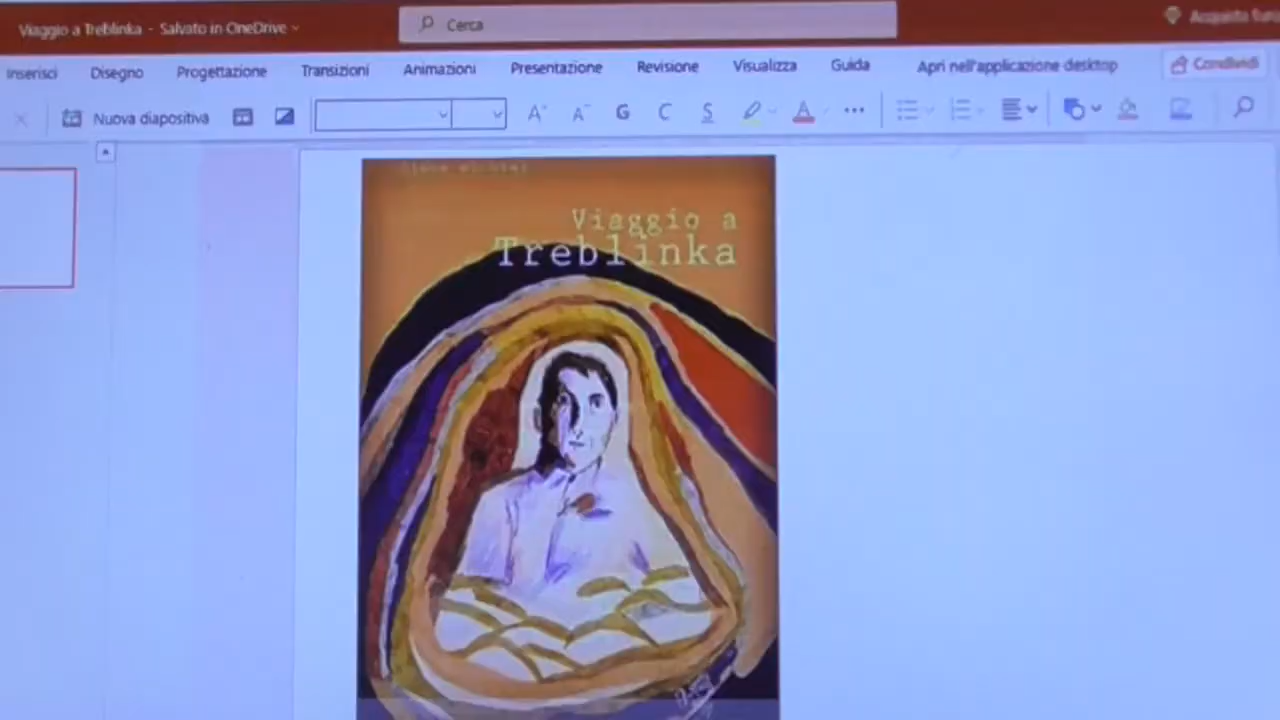 Viaggio a Treblinka - Salvato in OneDrive
Cerca
Inserisci Disegno Progettazione Transizioni Animazioni Presentazione Revisione Visualizza Guida Apri nell'applicazione desktop Condividi
Nuova diapositiva G C S
Viaggio a
Treblinka